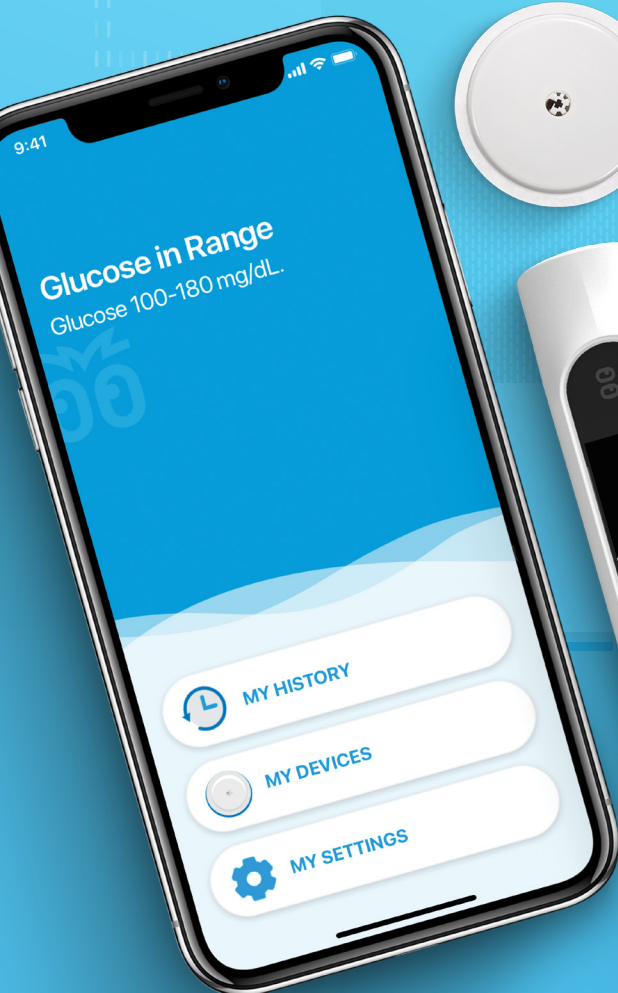 9:41
Glucose in Range
Glucose 100-180 mg/dL.
MY HISTORY
MY DEVICES
MY SETTINGS